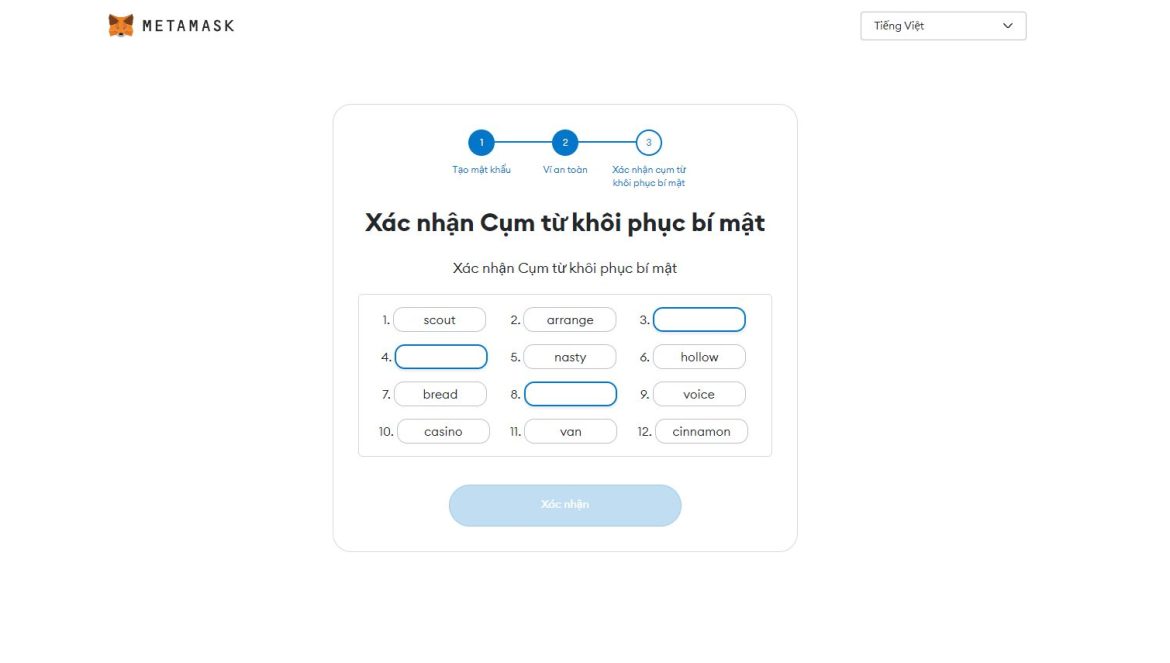 METAMASK
Tiếng Việt
1 2 3
Tạo mật khẩu Ví an toàn Xác nhận cụm từ
khôi phục bí mật
Xác nhận Cụm từ khôi phục bí mật
Xác nhận Cụm từ khôi phục bí mật
1. scout 2. arrange 3.
4. 5. nasty 6. hollow
7. bread 8. 9. voice
10. casino 11. van 12. cinnamon
Xác nhận